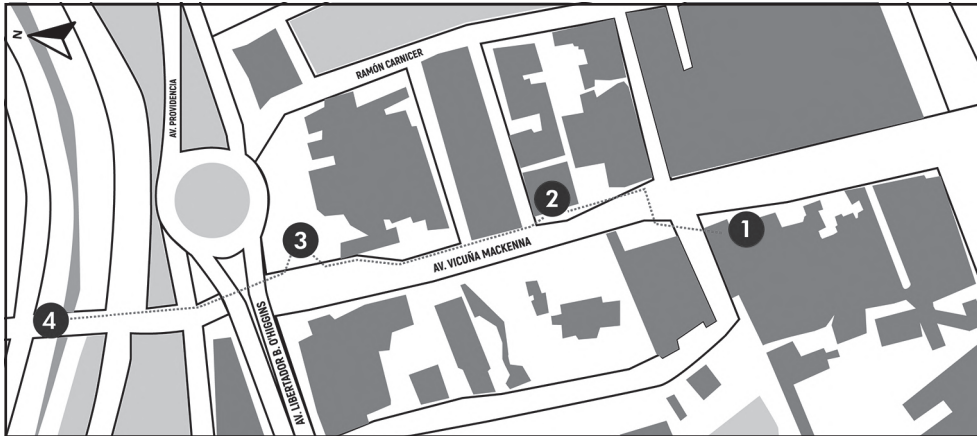 N
RAMÓN CARNICER
AV. PROVIDENCIA
2
1
3
AV. VICUÑA MACKENNA
4
AV. LIBERTADOR B. O'HIGGINS